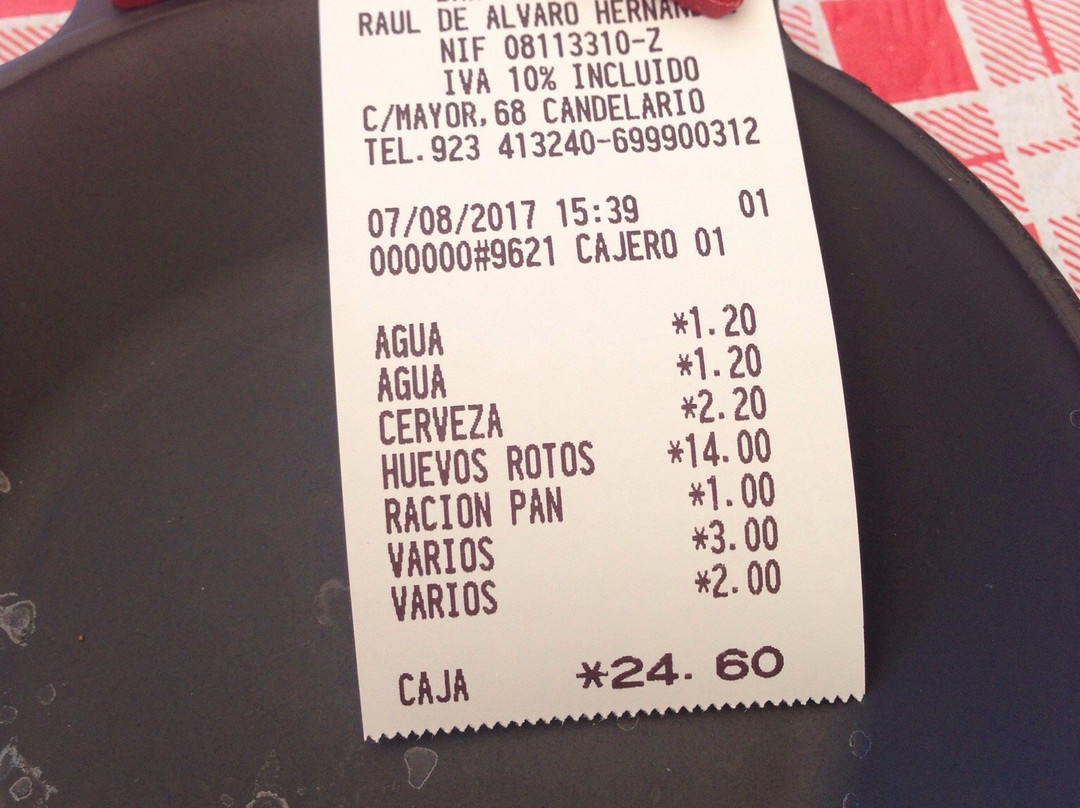 RAUL DE ALVARO
NIF 08113310-Z
IVA 10% INCLUIDO
C/MAYOR,68 CANDELARIO
TEL.923 413240-699900312
07/08/2017 15:39 01
000000#9621 CAJERO 01
AGUA *1.20
AGUA *1.20
CERVEZA *2.20
HUEVOS ROTOS *14.00
RACION PAN *1.00
VARIOS *3.00
VARIOS *2.00
CAJA *24.60